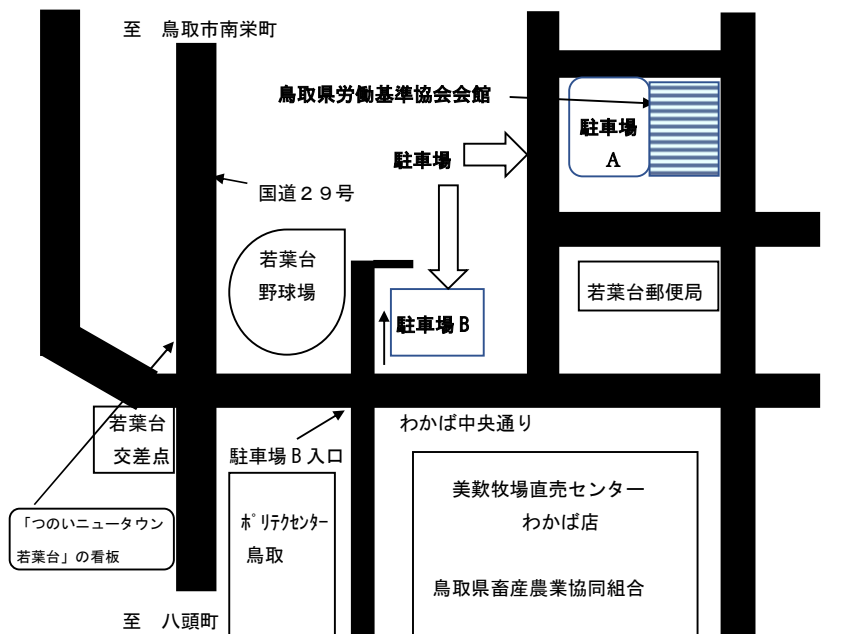 至　鳥取市南栄町
鳥取県労働基準協会会館
駐車場
A
駐車場
国道２９号
若葉台
野球場
若葉台郵便局
駐車場 B
若葉台
交差点
わかば中央通り
駐車場 B 入口
美歎牧場直売センター
わかば店
「つのいニュータウン
若葉台」の看板
ﾎﾟﾘﾃｸｾﾝﾀｰ
鳥取
鳥取県畜産農業協同組合
至　八頭町